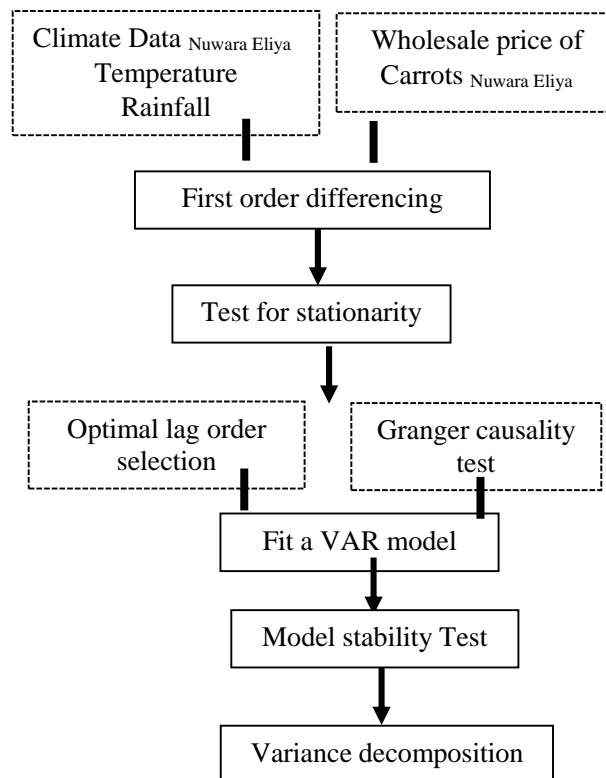 Climate Data Nuwara Eliya
Temperature
Rainfall
Wholesale price of
Carrots Nuwara Eliya
First order differencing
Test for stationarity
Optimal lag order
selection
Granger causality
test
Fit a VAR model
Model stability Test
Variance decomposition